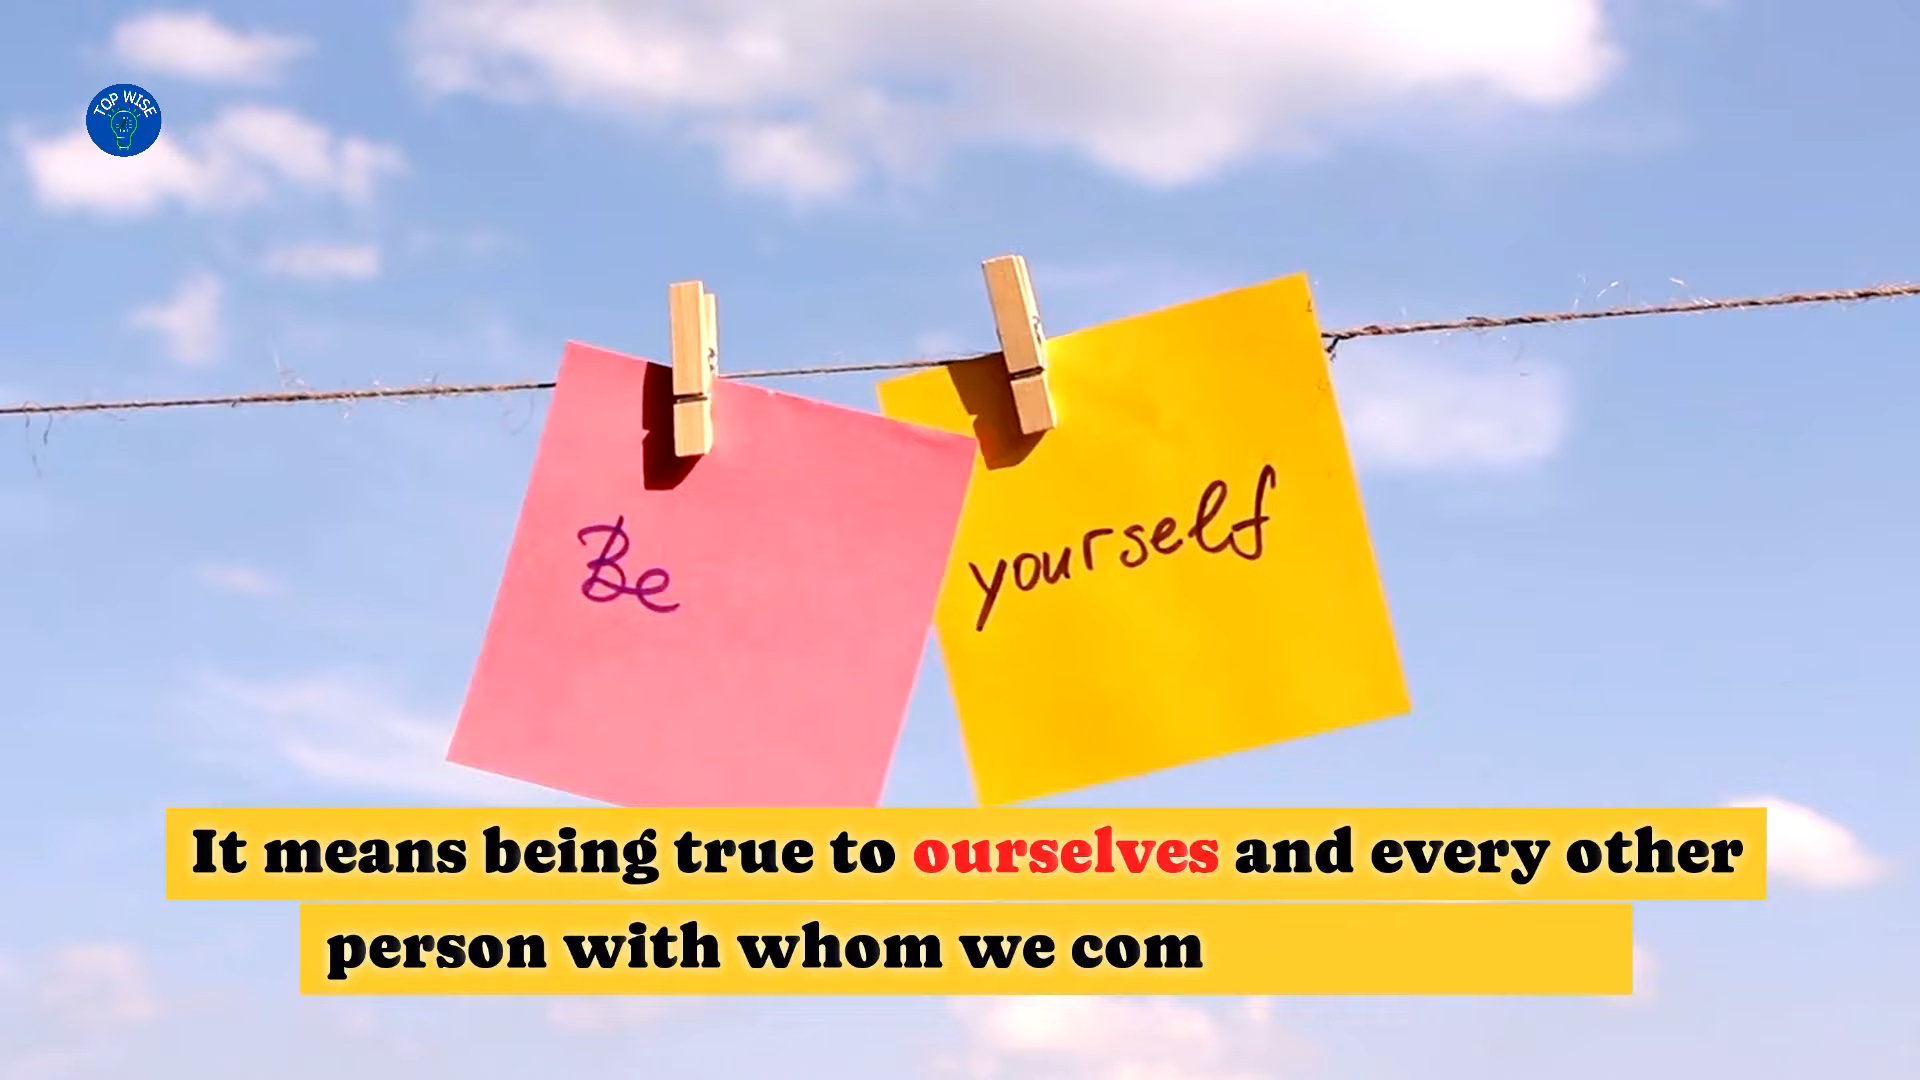 TOP WISE
Be
yourself
It means being true to ourselves and every other
person with whom we com